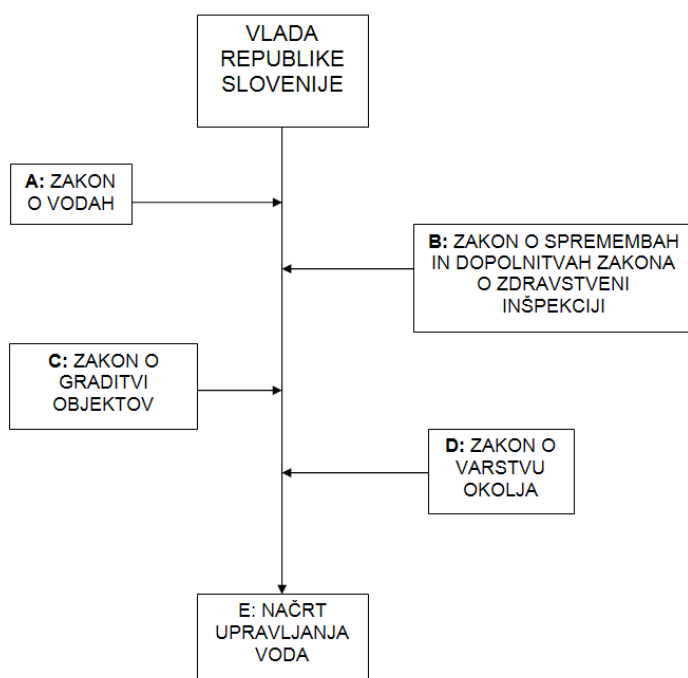 VLADA
REPUBLIKE
SLOVENIJE
A: ZAKON
O VODAH
B: ZAKON O SPREMEMBAH
IN DOPOLNITVAH ZAKONA
O ZDRAVSTVENI
INŠPEKCIJI
C: ZAKON O
GRADITVI
OBJEKTOV
D: ZAKON O
VARSTVU
OKOLJA
E: NAČRT
UPRAVLJANJA
VODA